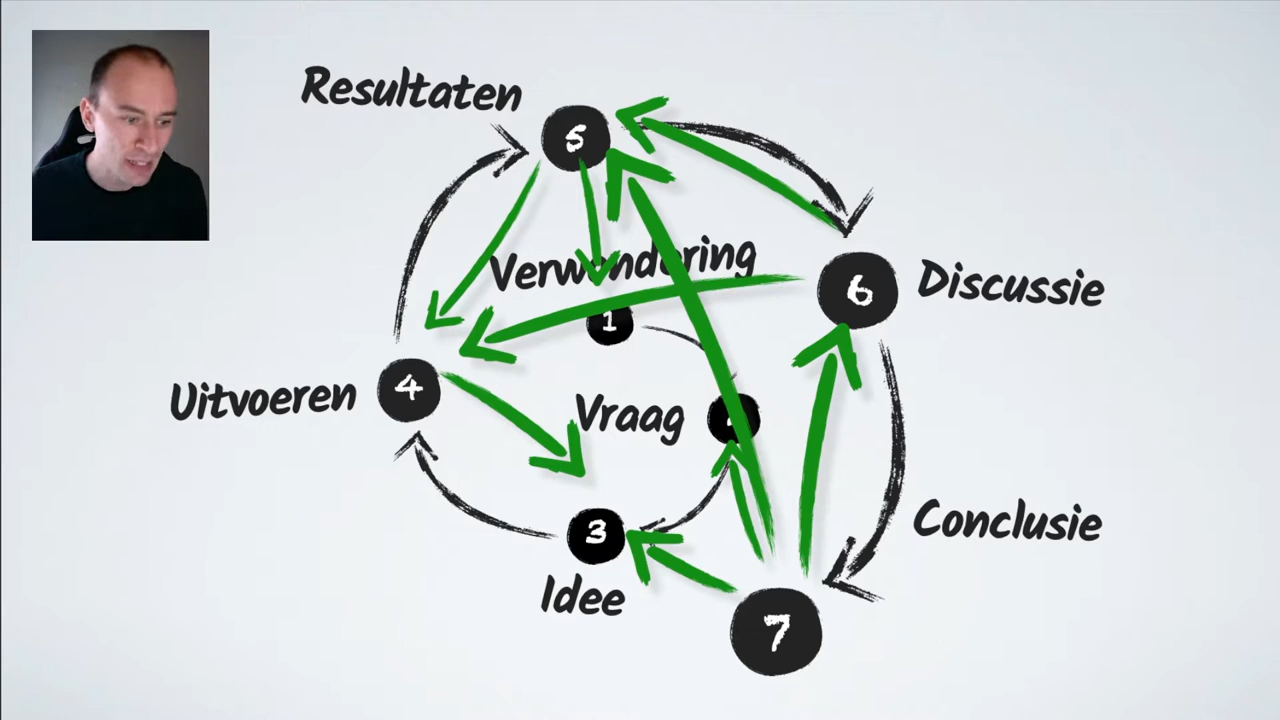 Resultaten
5
Verwondering
6
Discussie
1
4
Uitvoeren
Vraag
3
Conclusie
Idee
7